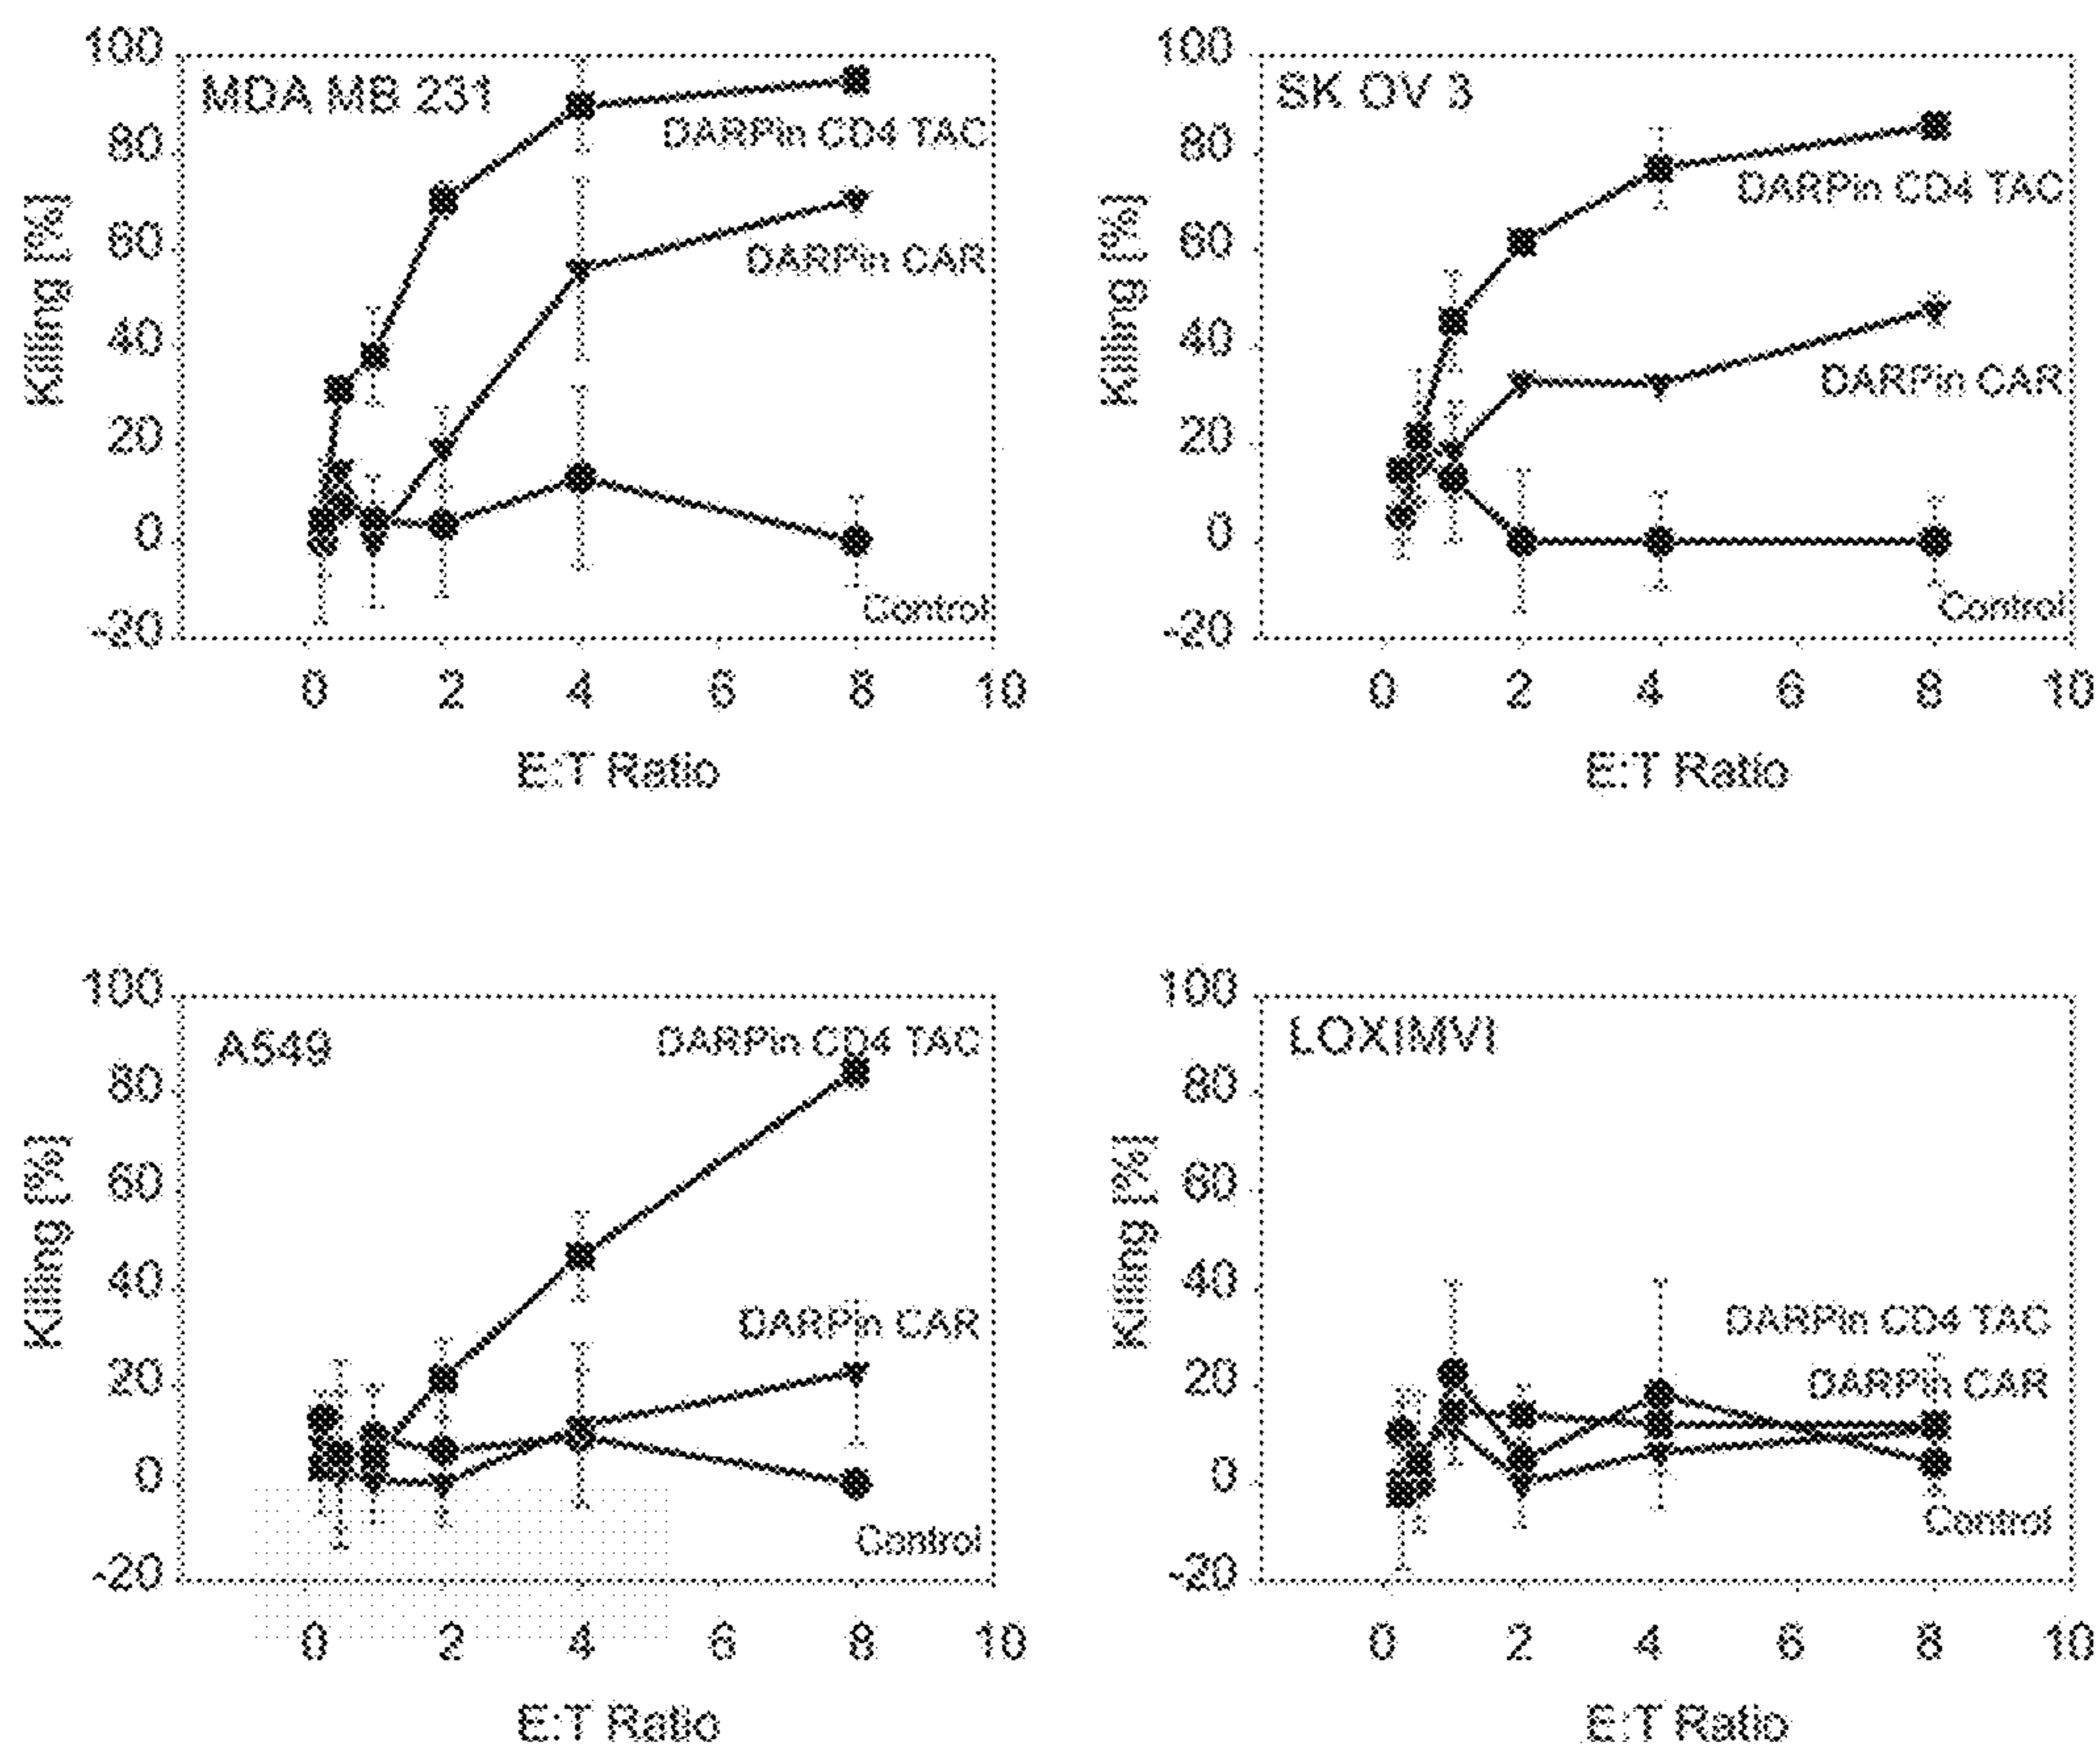 100
MDA MB 231
DARPin CD4 TAC
80
60
DARPin CAR
40
20
0
Control
-20
Killing [%]
0 2 4 6 8 10
E:T Ratio
100
SK OV 3
80
DARPin CD4 TAC
60
40
DARPin CAR
20
0
Control
-20
Killing [%]
0 2 4 6 8 10
E:T Ratio
100
A549
DARPin CD4 TAC
80
60
40
DARPin CAR
20
0
Control
-20
Killing [%]
0 2 4 6 8 10
E:T Ratio
100
LOXIMVI
80
60
40
DARPin CD4 TAC
20
DARPin CAR
0
Control
-20
Killing [%]
0 2 4 6 8 10
E:T Ratio